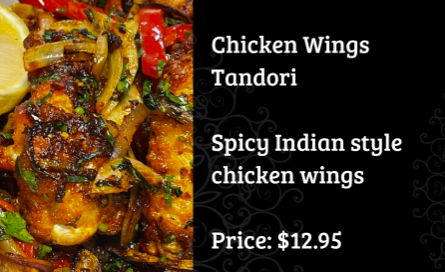 Chicken Wings
Tandori
Spicy Indian style
chicken wings
Price: $12.95